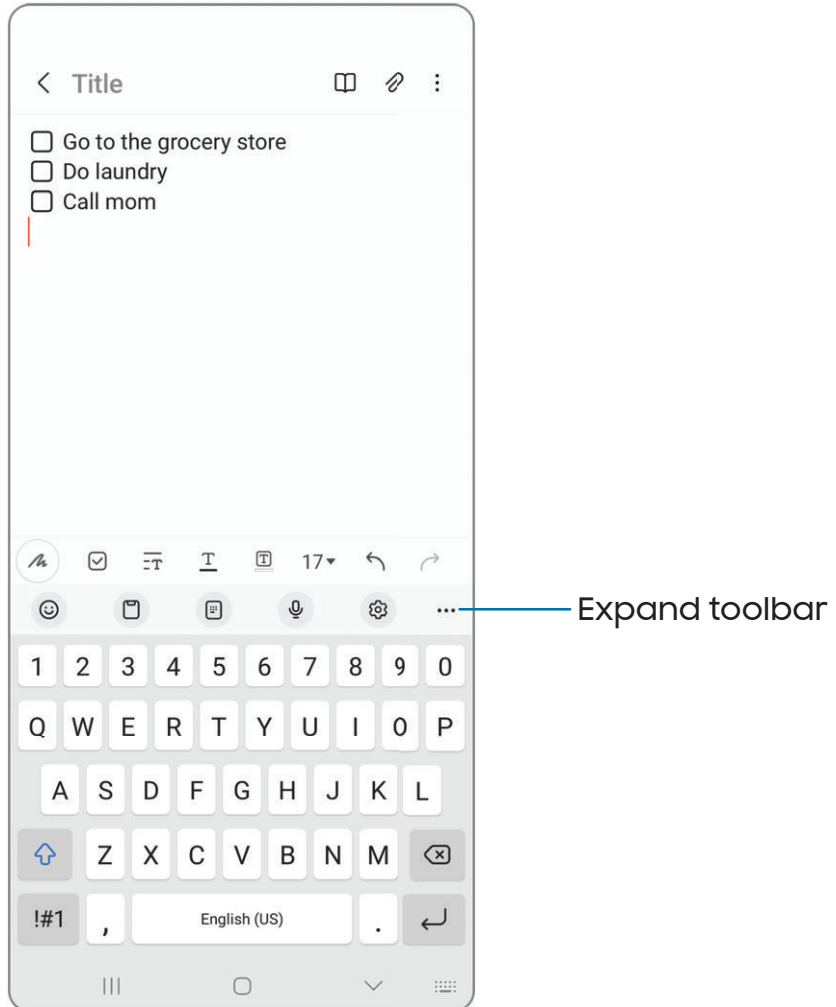 Title
Go to the grocery store
Do laundry
Call mom
T T T 17
Expand toolbar
1 2 3 4 5 6 7 8 9 0
Q W E R T Y U I O P
A S D F G H J K L
Z X C V B N M
!#1 , English (US) .